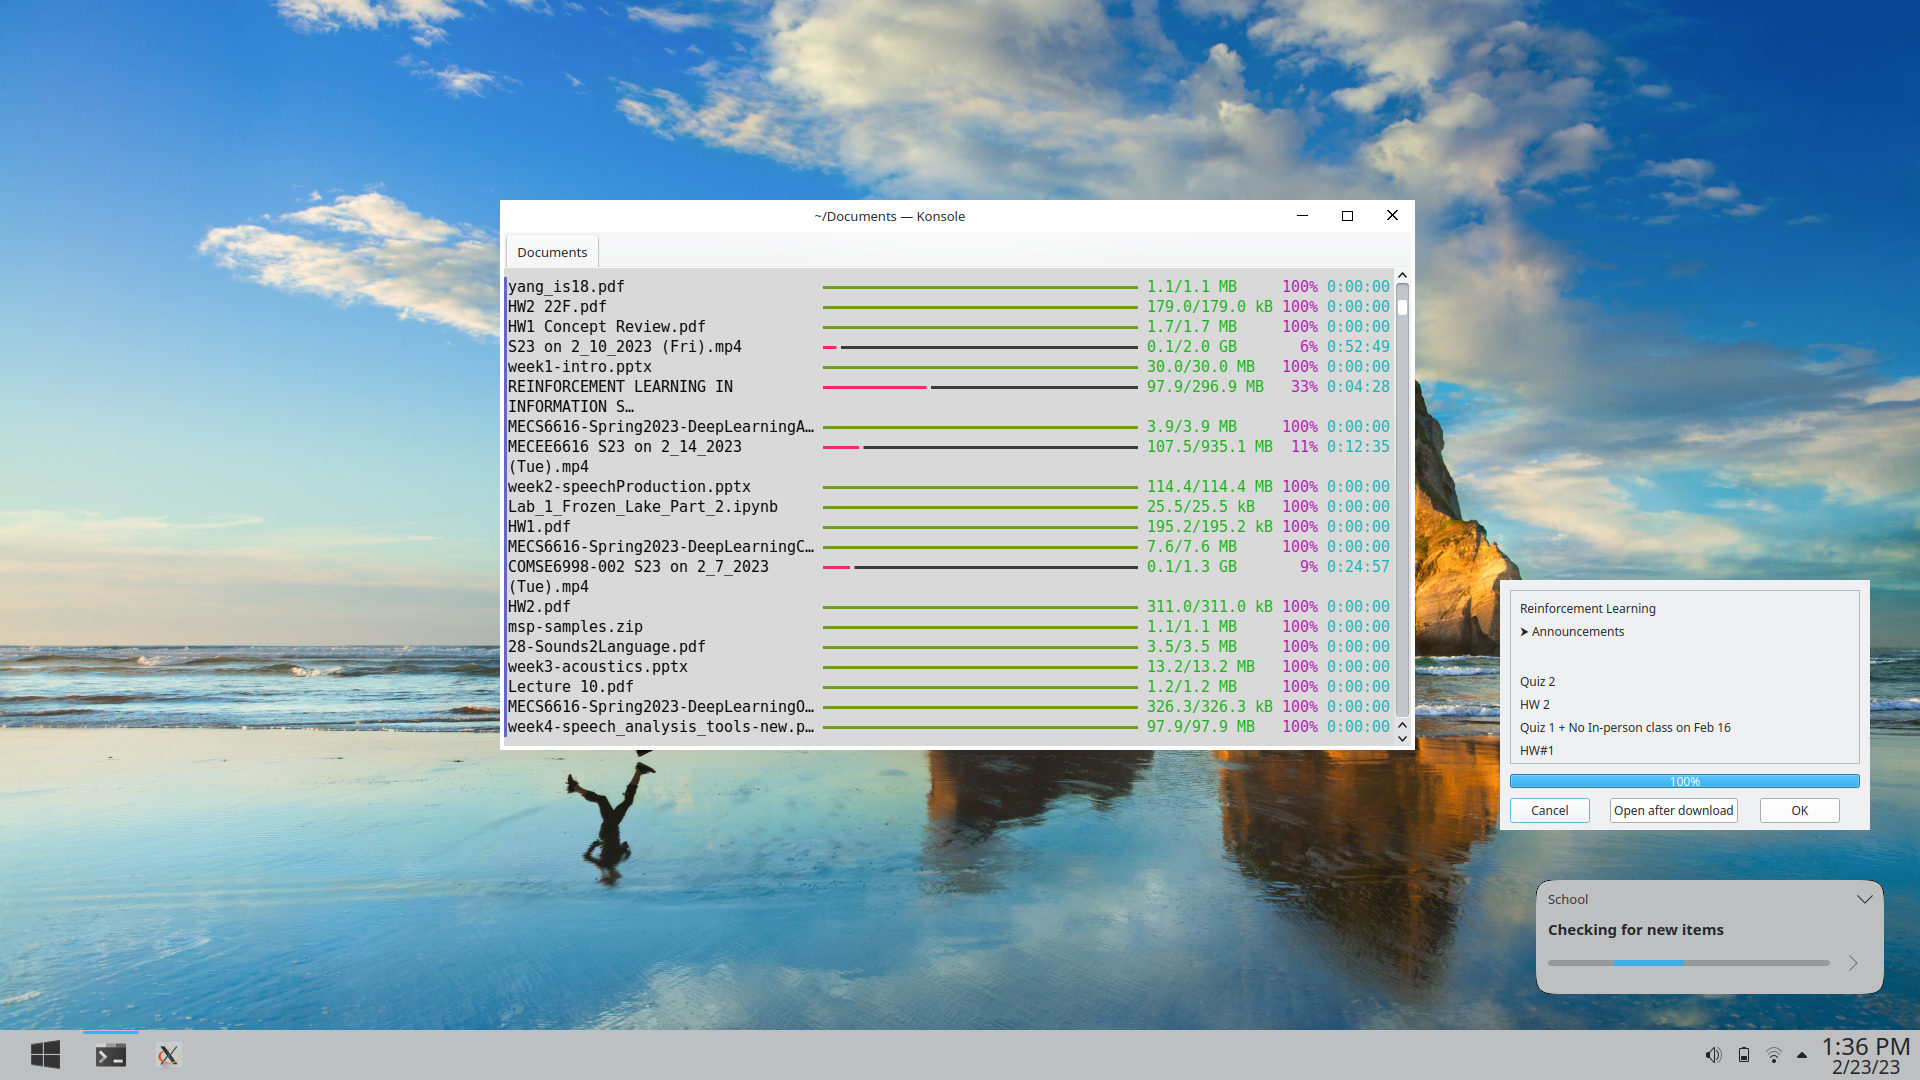 ~/Documents — Konsole
Documents
yang_is18.pdf 1.1/1.1 MB 100% 0:00:00
HW2 22F.pdf 179.0/179.0 kB 100% 0:00:00
HW1 Concept Review.pdf 1.7/1.7 MB 100% 0:00:00
S23 on 2_10_2023 (Fri).mp4 0.1/2.0 GB 6% 0:52:49
week1-intro.pptx 30.0/30.0 MB 100% 0:00:00
REINFORCEMENT LEARNING IN 97.9/296.9 MB 33% 0:04:28
INFORMATION S…
MECS6616-Spring2023-DeepLearningA… 3.9/3.9 MB 100% 0:00:00
MECEE6616 S23 on 2_14_2023 107.5/935.1 MB 11% 0:12:35
(Tue).mp4
week2-speechProduction.pptx 114.4/114.4 MB 100% 0:00:00
Lab_1_Frozen_Lake_Part_2.ipynb 25.5/25.5 kB 100% 0:00:00
HW1.pdf 195.2/195.2 kB 100% 0:00:00
MECS6616-Spring2023-DeepLearningC… 7.6/7.6 MB 100% 0:00:00
COMSE6998-002 S23 on 2_7_2023 0.1/1.3 GB 9% 0:24:57
(Tue).mp4
HW2.pdf 311.0/311.0 kB 100% 0:00:00
msp-samples.zip 1.1/1.1 MB 100% 0:00:00
28-Sounds2Language.pdf 3.5/3.5 MB 100% 0:00:00
week3-acoustics.pptx 13.2/13.2 MB 100% 0:00:00
Lecture 10.pdf 1.2/1.2 MB 100% 0:00:00
MECS6616-Spring2023-DeepLearningO… 326.3/326.3 kB 100% 0:00:00
week4-speech_analysis_tools-new.p… 97.9/97.9 MB 100% 0:00:00
Reinforcement Learning
➤ Announcements
Quiz 2
HW 2
Quiz 1 + No In-person class on Feb 16
HW#1
100%
Cancel Open after download OK
School
Checking for new items
1:36 PM
2/23/23